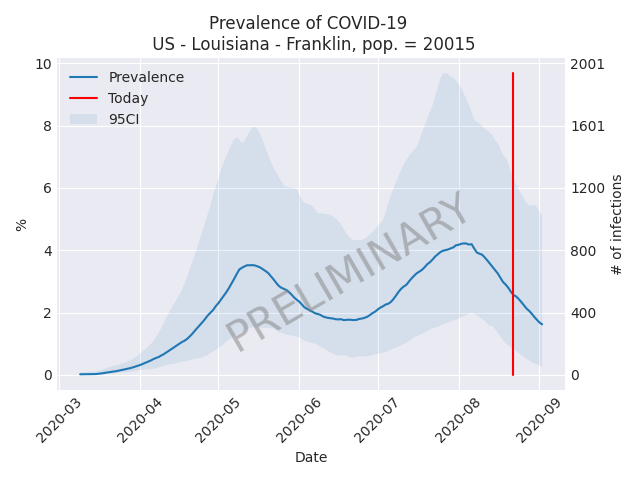 Prevalence of COVID-19
US - Louisiana - Franklin, pop. = 20015
Prevalence
Today
95CI
PRELIMINARY
%
10
8
6
4
2
0
2001
1601
1200
800
400
0
# of infections
2020-03
2020-04
2020-05
2020-06
2020-07
2020-08
2020-09
Date